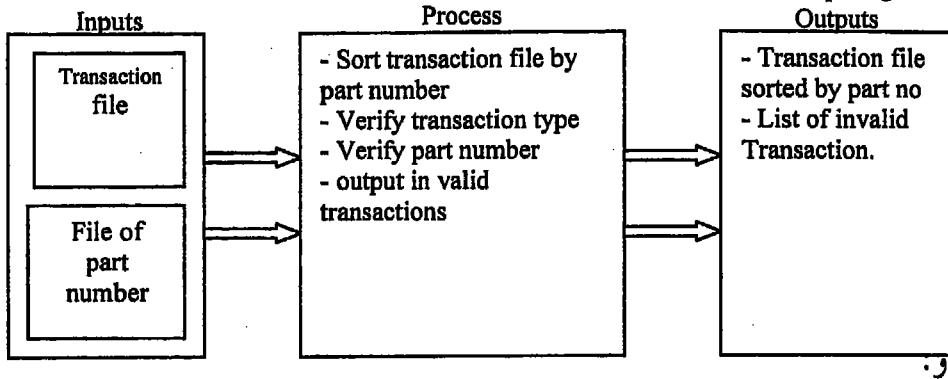 Inputs
Process
Outputs
Transaction
file
File of
part
number
- Sort transaction file by
part number
- Verify transaction type
- Verify part number
- output in valid
transactions
- Transaction file
sorted by part no
- List of invalid
Transaction.